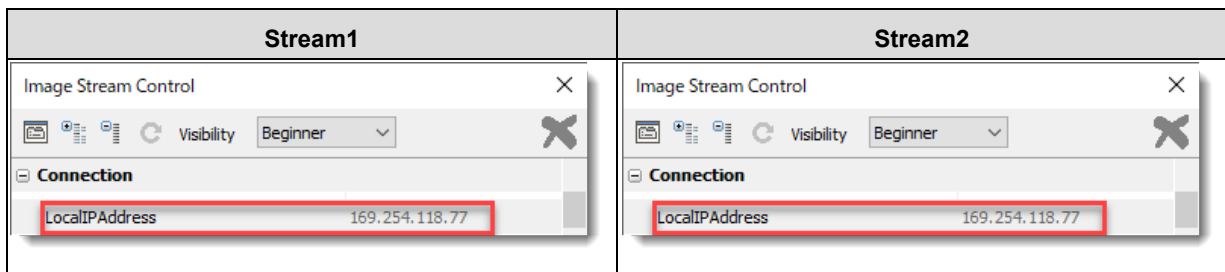 Stream1
Stream2
Image Stream Control
Visibility
Beginner
Connection
LocalIPAddress 169.254.118.77
Image Stream Control
Visibility
Beginner
Connection
LocalIPAddress 169.254.118.77